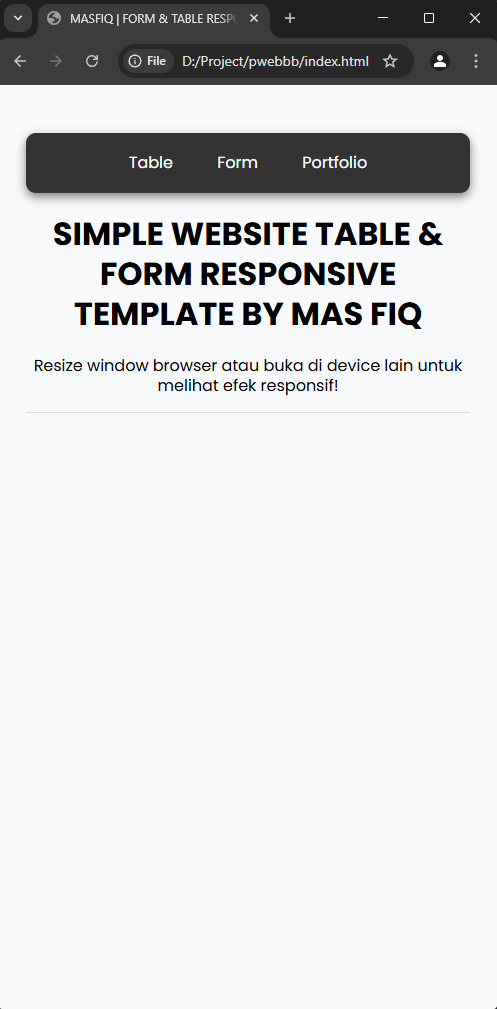 MASFIQ | FORM & TABLE RESP
File D:/Project/pwebbb/index.html
Table Form Portfolio
SIMPLE WEBSITE TABLE &
FORM RESPONSIVE
TEMPLATE BY MAS FIQ
Resize window browser atau buka di device lain untuk
melihat efek responsif!